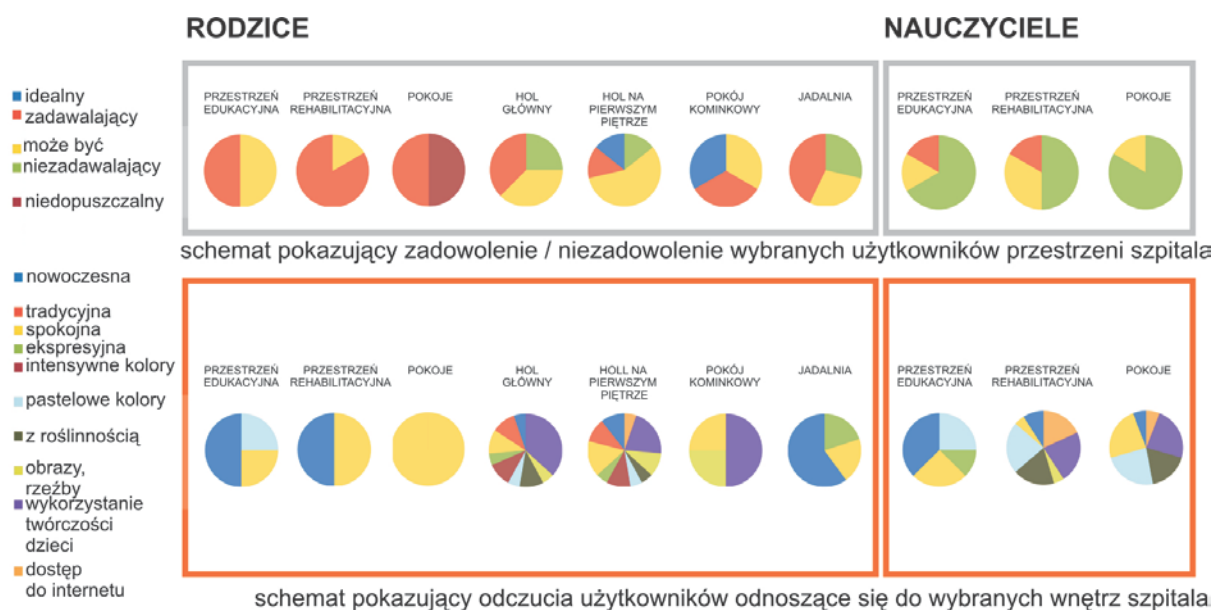 RODZICE
NAUCZYCIELE
idealny
zadawalający
może być
niezadawalający
niedopuszczalny
PRZESTRZEŃ
EDUKACYJNA
PRZESTRZEŃ
REHABILITACYJNA
POKOJE
HOL
GŁÓWNY
HOL NA
PIERWSZYM
PIĘTRZE
POKÓJ
KOMINKOWY
JADALNIA
PRZESTRZEŃ
EDUKACYJNA
PRZESTRZEŃ
REHABILITACYJNA
POKOJE
schemat pokazujący zadowolenie / niezadowolenie wybranych użytkowników przestrzeni szpitala
nowoczesna
tradycyjna
spokojna
ekspresyjna
intensywne kolory
pastelowe kolory
z roślinnością
obrazy,
rzeźby
wykorzystanie
twórczości
dzieci
dostęp
do internetu
PRZESTRZEŃ
EDUKACYJNA
PRZESTRZEŃ
REHABILITACYJNA
POKOJE
HOL
GŁÓWNY
HOLL NA
PIERWSZYM
PIĘTRZE
POKÓJ
KOMINKOWY
JADALNIA
PRZESTRZEŃ
EDUKACYJNA
PRZESTRZEŃ
REHABILITACYJNA
POKOJE
schemat pokazujący odczucia użytkowników odnoszące się do wybranych wnętrz szpitala